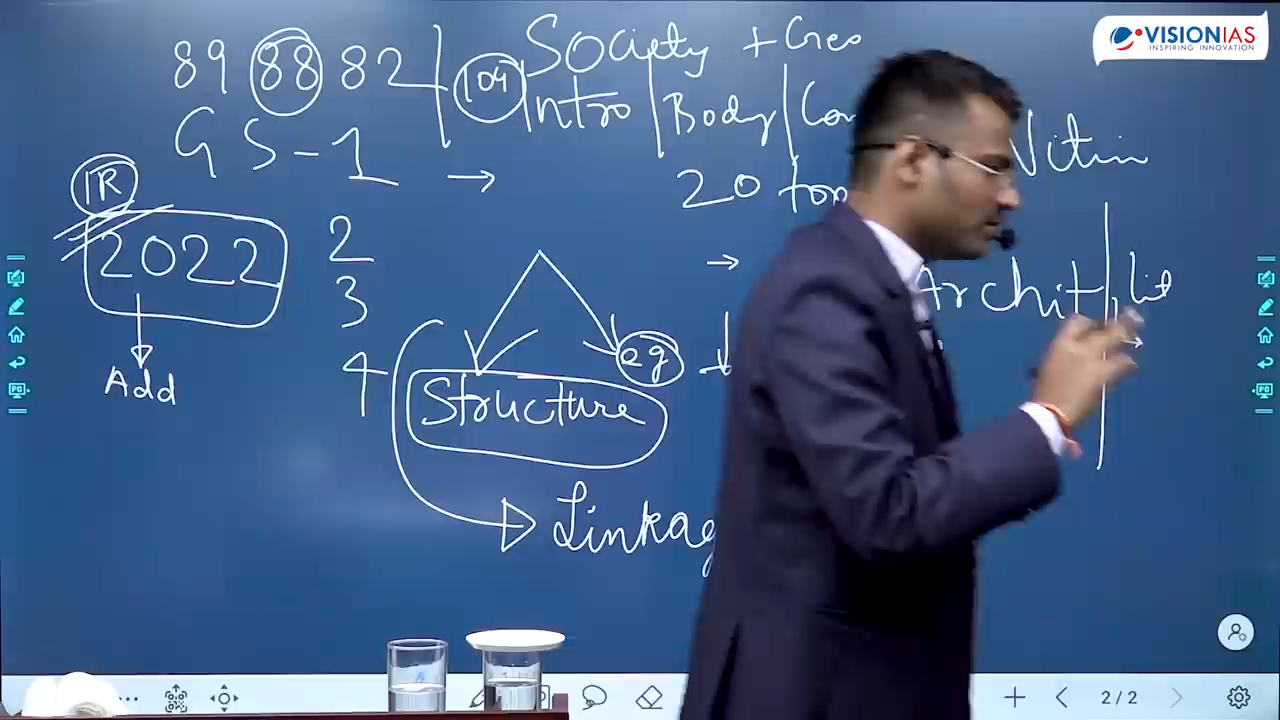 VISIONIAS
INSPIRING INNOVATION
89 88 82 104 Society + Geo
Intro Body Con
GS-1 → 20 top Nitin
IR
2022 2
3 → Archit Lit
4 eg
Add Structure
Linkag
2/2